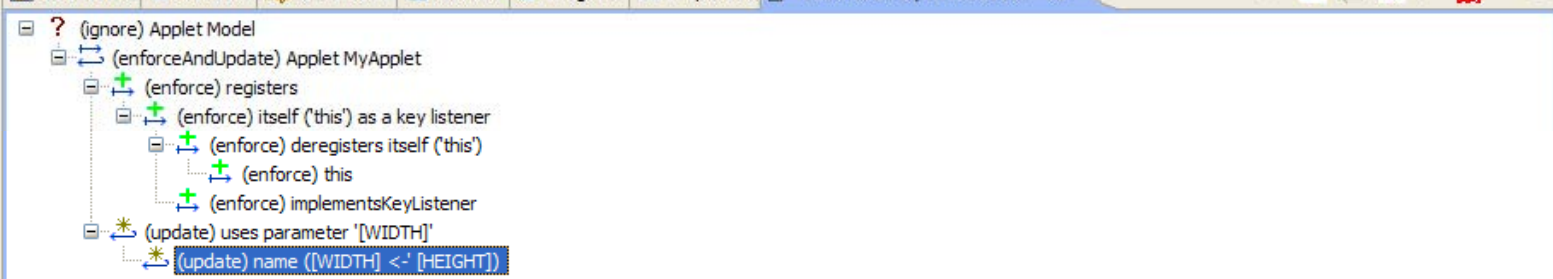 (ignore) Applet Model
(enforceAndUpdate) Applet MyApplet
(enforce) registers
(enforce) itself ('this') as a key listener
(enforce) deregisters itself ('this')
(enforce) this
(enforce) implementsKeyListener
(update) uses parameter '[WIDTH]'
(update) name ([WIDTH] <-' [HEIGHT])